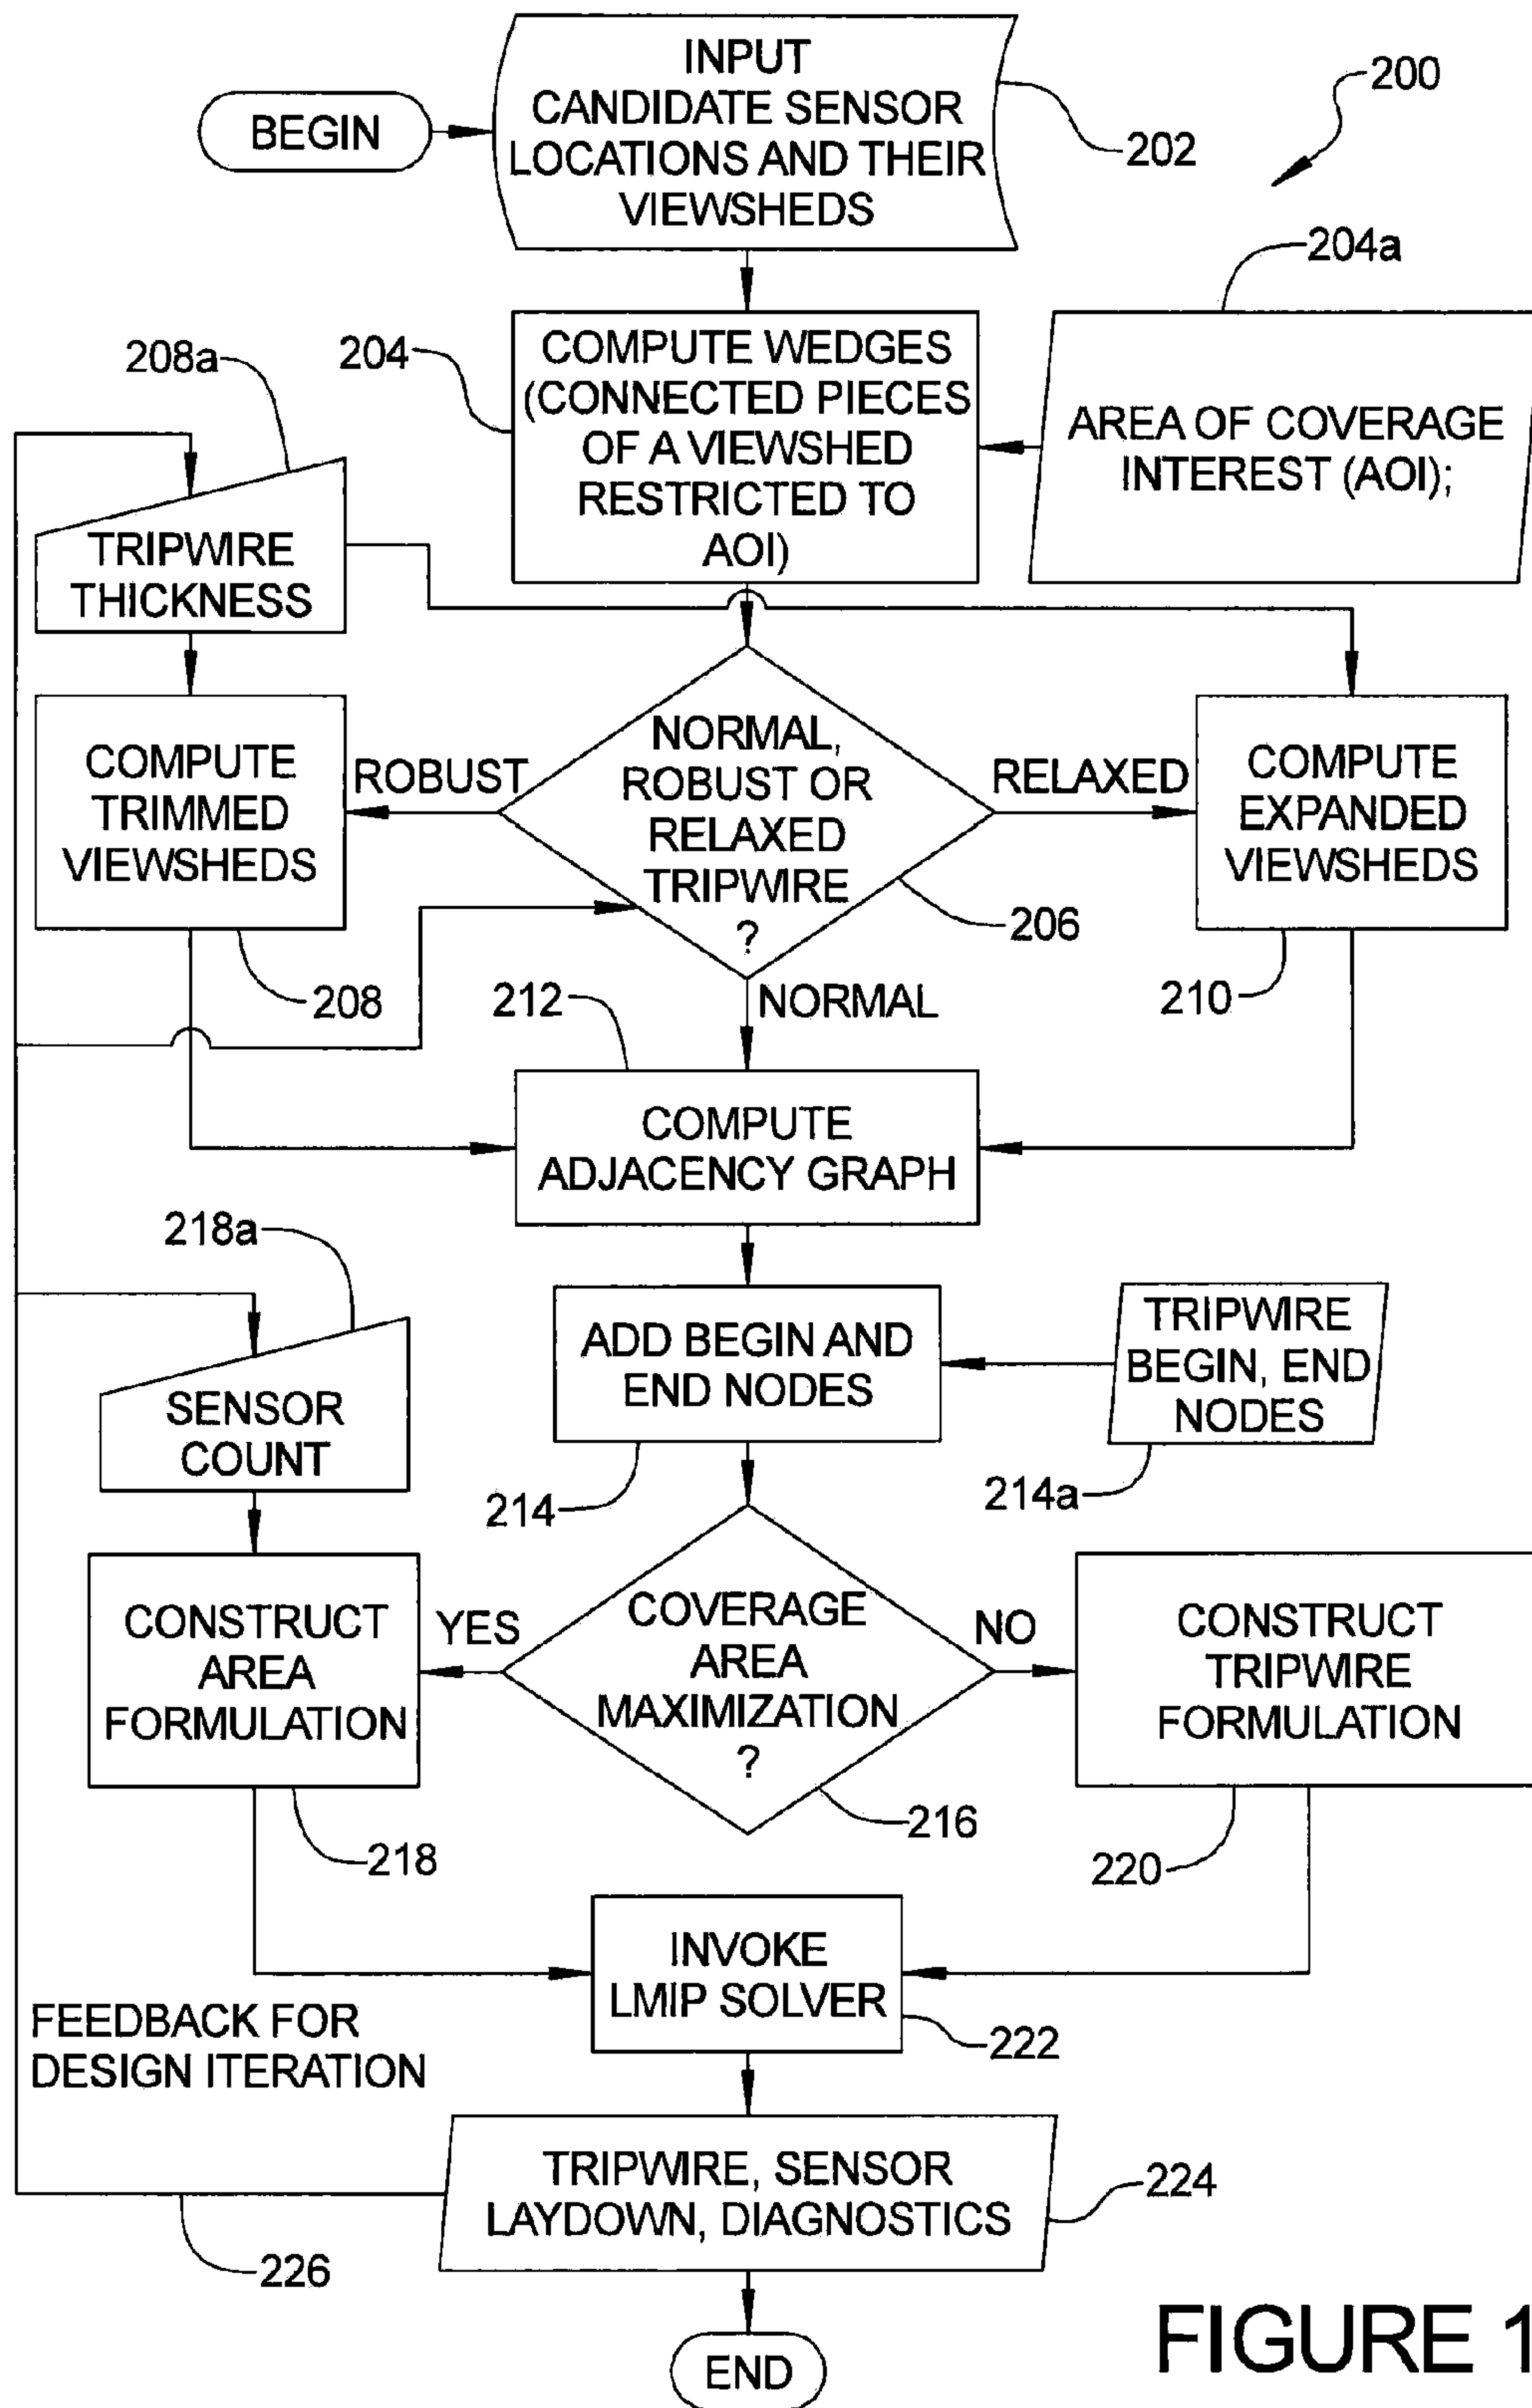 INPUT
CANDIDATE SENSOR
LOCATIONS AND THEIR
VIEWSHEDS
BEGIN
200
202
204a
COMPUTE WEDGES
(CONNECTED PIECES
OF A VIEWSHED
RESTRICTED TO
AOI)
204
208a
AREA OF COVERAGE
INTEREST (AOI);
TRIPWIRE
THICKNESS
COMPUTE
TRIMMED
VIEWSHEDS
ROBUST
NORMAL,
ROBUST OR
RELAXED
TRIPWIRE
?
RELAXED
COMPUTE
EXPANDED
VIEWSHEDS
206
208
212
NORMAL
210
COMPUTE
ADJACENCY GRAPH
218a
SENSOR
COUNT
ADD BEGIN AND
END NODES
TRIPWIRE
BEGIN, END
NODES
214
214a
CONSTRUCT
AREA
FORMULATION
YES
COVERAGE
AREA
MAXIMIZATION
?
NO
CONSTRUCT
TRIPWIRE
FORMULATION
216
218
220
INVOKE
LMIP SOLVER
222
FEEDBACK FOR
DESIGN ITERATION
TRIPWIRE, SENSOR
LAYDOWN, DIAGNOSTICS
224
226
END
FIGURE 1